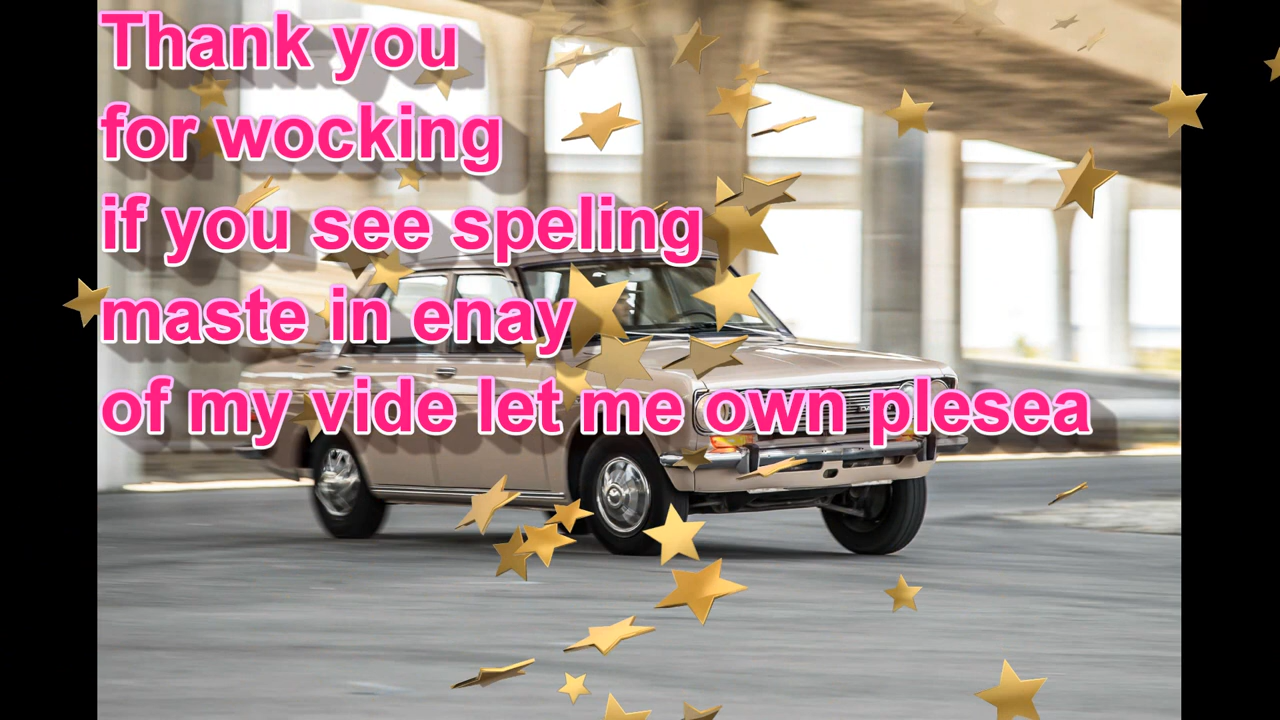 Thank you
for wocking
if you see speling
maste in enay
of my vide let me own plesea